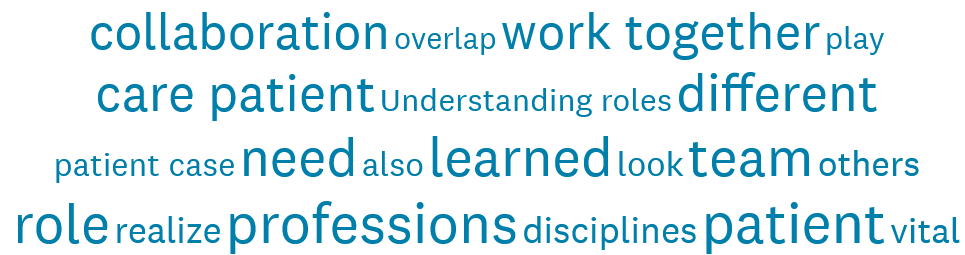 collaboration overlap work together play
care patient Understanding roles different
patient case need also learned look team others
role realize professions disciplines patient vital